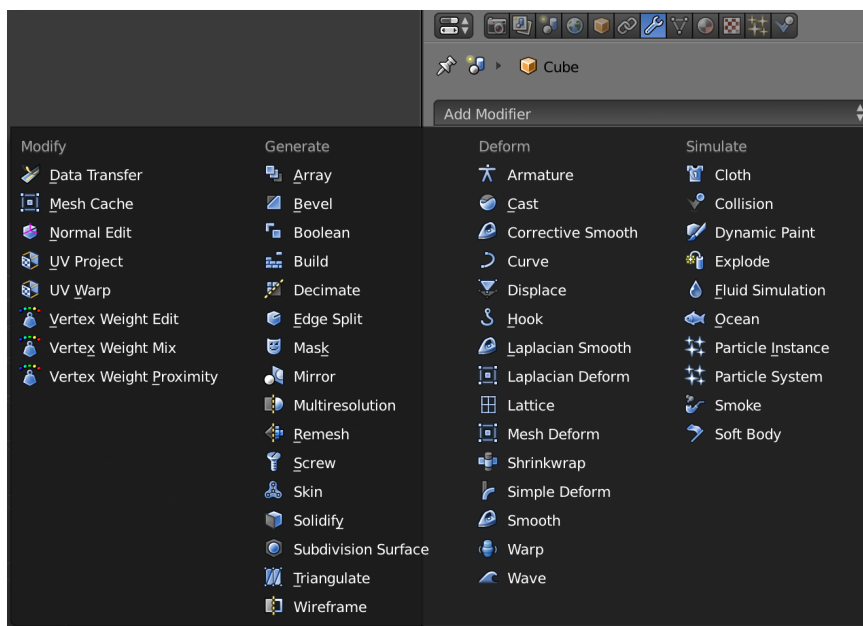 Cube
Add Modifier
Modify
Data Transfer
Mesh Cache
Normal Edit
UV Project
UV Warp
Vertex Weight Edit
Vertex Weight Mix
Vertex Weight Proximity
Generate
Array
Bevel
Boolean
Build
Decimate
Edge Split
Mask
Mirror
Multiresolution
Remesh
Screw
Skin
Solidify
Subdivision Surface
Triangulate
Wireframe
Deform
Armature
Cast
Corrective Smooth
Curve
Displace
Hook
Laplacian Smooth
Laplacian Deform
Lattice
Mesh Deform
Shrinkwrap
Simple Deform
Smooth
Warp
Wave
Simulate
Cloth
Collision
Dynamic Paint
Explode
Fluid Simulation
Ocean
Particle Instance
Particle System
Smoke
Soft Body